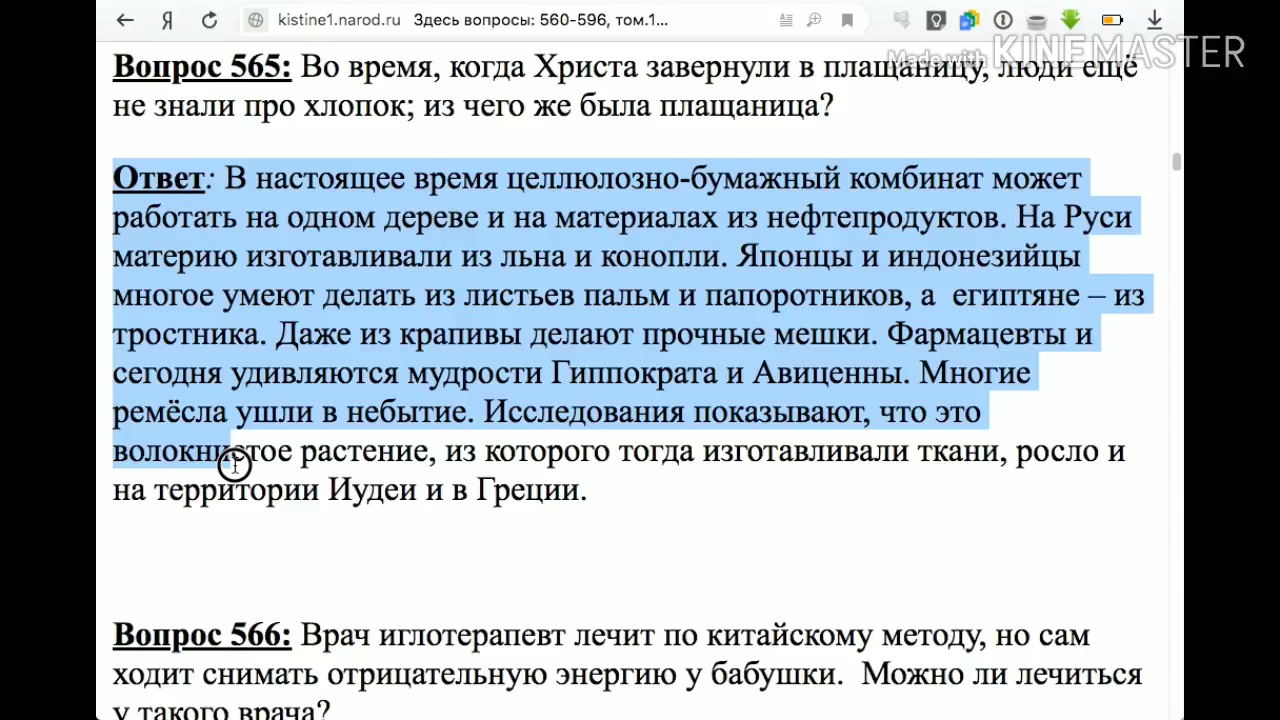 kistine1.narod.ru Здесь вопросы: 560-596, том.1...
Made with KINEMASTER
Вопрос 565: Во время, когда Христа завернули в плащаницу, люди ещё
не знали про хлопок; из чего же была плащаница?
Ответ: В настоящее время целлюлозно-бумажный комбинат может
работать на одном дереве и на материалах из нефтепродуктов. На Руси
материю изготавливали из льна и конопли. Японцы и индонезийцы
многое умеют делать из листьев пальм и папоротников, а  египтяне – из
тростника. Даже из крапивы делают прочные мешки. Фармацевты и
сегодня удивляются мудрости Гиппократа и Авиценны. Многие
ремёсла ушли в небытие. Исследования показывают, что это
волокнистое растение, из которого тогда изготавливали ткани, росло и
на территории Иудеи и в Греции.
Вопрос 566: Врач иглотерапевт лечит по китайскому методу, но сам
ходит снимать отрицательную энергию у бабушки.  Можно ли лечиться
у такого врача?